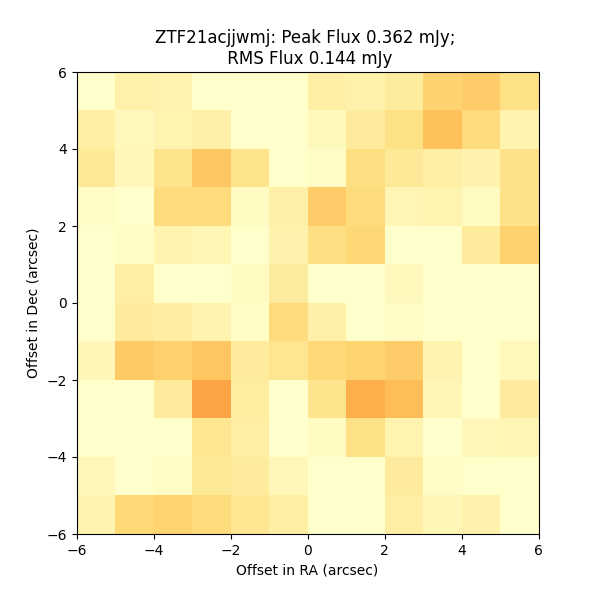 ZTF21acjjwmj: Peak Flux 0.362 mJy;
RMS Flux 0.144 mJy
6
4
2
0
−2
−4
−6
Offset in Dec (arcsec)
−6 −4 −2 0 2 4 6
Offset in RA (arcsec)